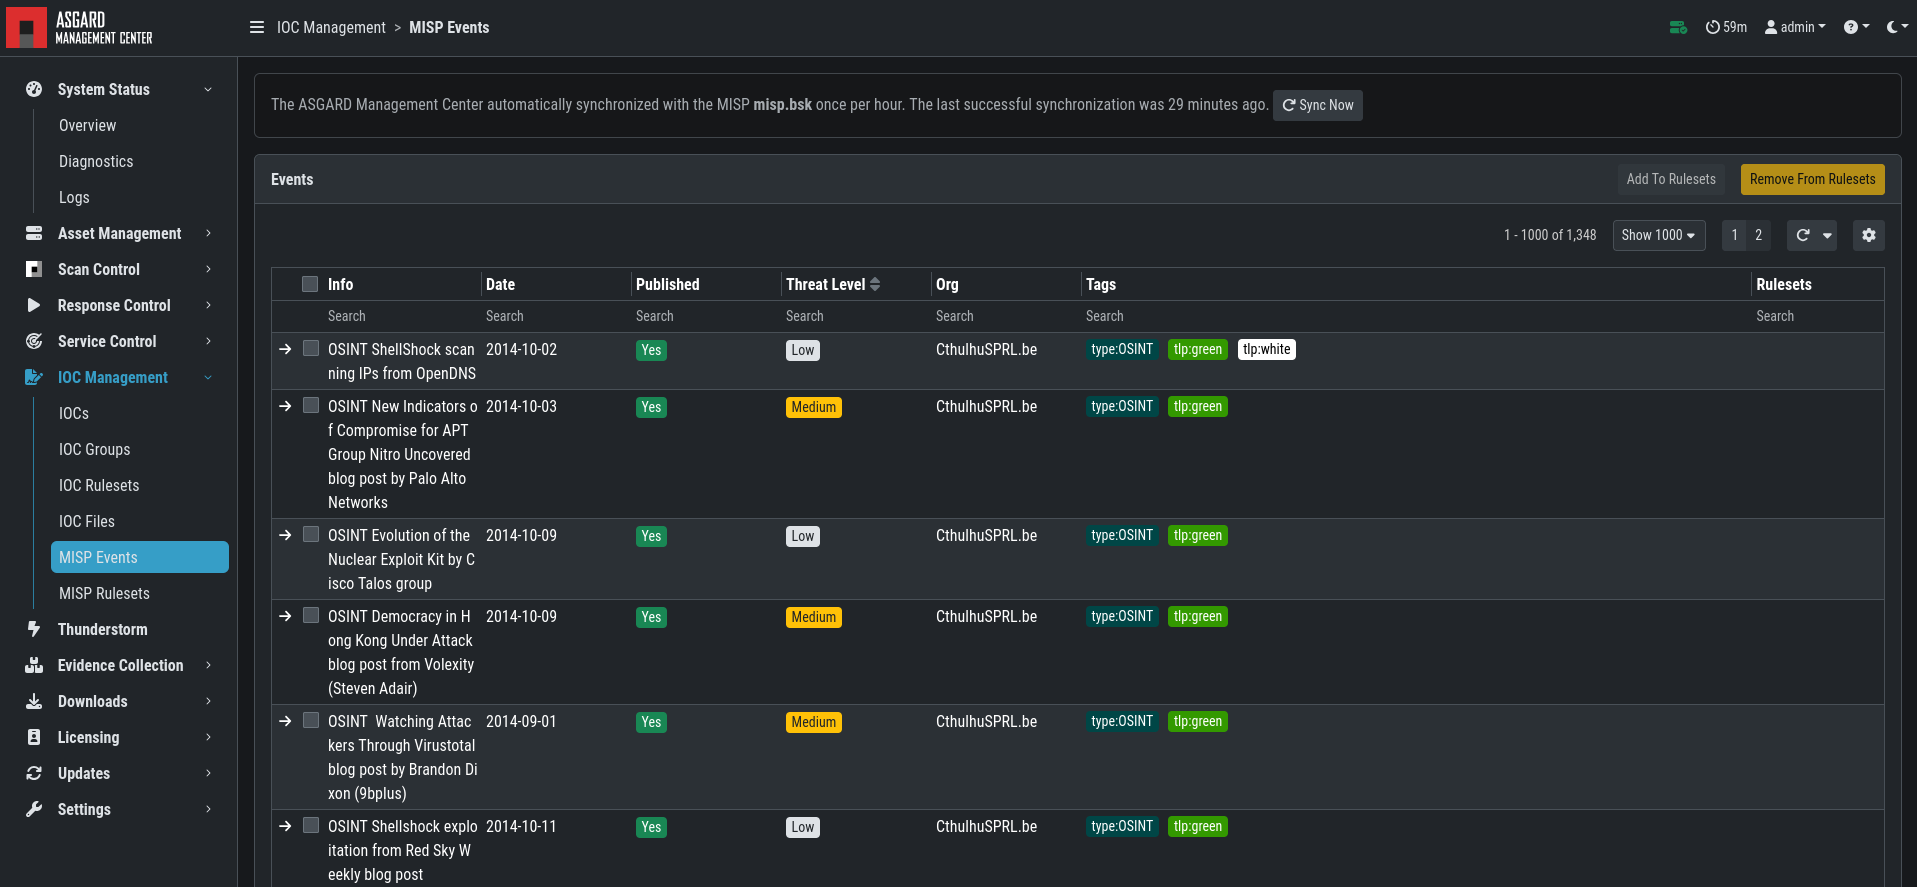 ASGARD
MANAGEMENT CENTER
IOC Management > MISP Events
59m
admin
System Status
Overview
Diagnostics
Logs
Asset Management
Scan Control
Response Control
Service Control
IOC Management
IOCs
IOC Groups
IOC Rulesets
IOC Files
MISP Events
MISP Rulesets
Thunderstorm
Evidence Collection
Downloads
Licensing
Updates
Settings
The ASGARD Management Center automatically synchronized with the MISP misp.bsk once per hour. The last successful synchronization was 29 minutes ago. Sync Now
Events
Add To Rulesets
Remove From Rulesets
1 - 1000 of 1,348
Show 1000
1 2
Info Date Published Threat Level Org Tags Rulesets
Search Search Search Search Search Search Search
OSINT ShellShock scan 2014-10-02 Yes Low CthulhuSPRL.be type:OSINT tlp:green tlp:white
ning IPs from OpenDNS
OSINT New Indicators o 2014-10-03 Yes Medium CthulhuSPRL.be type:OSINT tlp:green
f Compromise for APT
Group Nitro Uncovered
blog post by Palo Alto
Networks
OSINT Evolution of the 2014-10-09 Yes Low CthulhuSPRL.be type:OSINT tlp:green
Nuclear Exploit Kit by C
isco Talos group
OSINT Democracy in H 2014-10-09 Yes Medium CthulhuSPRL.be type:OSINT tlp:green
ong Kong Under Attack
blog post from Volexity
(Steven Adair)
OSINT Watching Attac 2014-09-01 Yes Medium CthulhuSPRL.be type:OSINT tlp:green
kers Through Virustotal
blog post by Brandon Di
xon (9bplus)
OSINT Shellshock explo 2014-10-11 Yes Low CthulhuSPRL.be type:OSINT tlp:green
itation from Red Sky W
eekly blog post